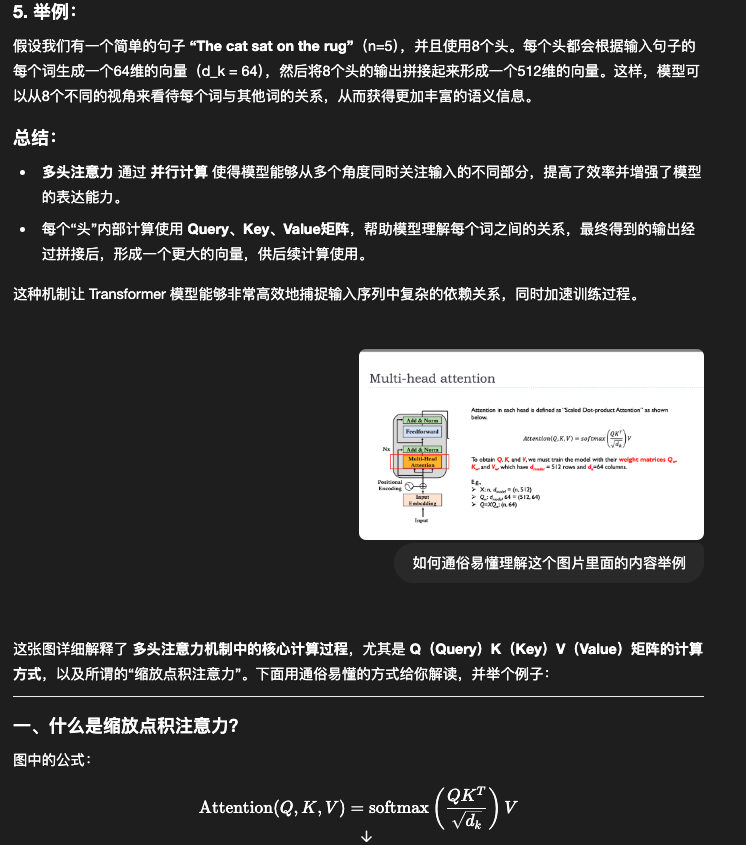 5. 举例：
假设我们有一个简单的句子 “The cat sat on the rug”（n=5），并且使用8个头。每个头都会根据输入句子的
每个词生成一个64维的向量（d_k = 64），然后将8个头的输出拼接起来形成一个512维的向量。这样，模型可
以从8个不同的视角来看待每个词与其他词的关系，从而获得更加丰富的语义信息。
总结：
• 多头注意力 通过 并行计算 使得模型能够从多个角度同时关注输入的不同部分，提高了效率并增强了模型
的表达能力。
• 每个“头”内部计算使用 Query、Key、Value矩阵，帮助模型理解每个词之间的关系，最终得到的输出经
过拼接后，形成一个更大的向量，供后续计算使用。
这种机制让 Transformer 模型能够非常高效地捕捉输入序列中复杂的依赖关系，同时加速训练过程。
Multi-head attention
Add & Norm
Feedforward
Nx
Add & Norm
Multi-Head
Attention
Positional
Encoding
Input
Embedding
Input
Attention in each head is defined as "Scaled Dot-product Attention" as shown
below.
Attention(Q, K, V) = softmax(QK^T / √d_k)V
To obtain Q, K, and V, we must train the model with their weight matrices Q_w,
K_w, and V_w, which have d_model = 512 rows and d_k=64 columns.
E.g.,
➢ X: n, d_model = (n, 512)
➢ Q_w: d_model, 64 = (512, 64)
➢ Q=XQ_w: (n, 64)
如何通俗易懂理解这个图片里面的内容举例
这张图详细解释了 多头注意力机制中的核心计算过程，尤其是 Q（Query）K（Key）V（Value）矩阵的计算
方式，以及所谓的“缩放点积注意力”。下面用通俗易懂的方式给你解读，并举个例子：
一、什么是缩放点积注意力？
图中的公式：
Attention(Q, K, V) = softmax(QK^T / √d_k) V